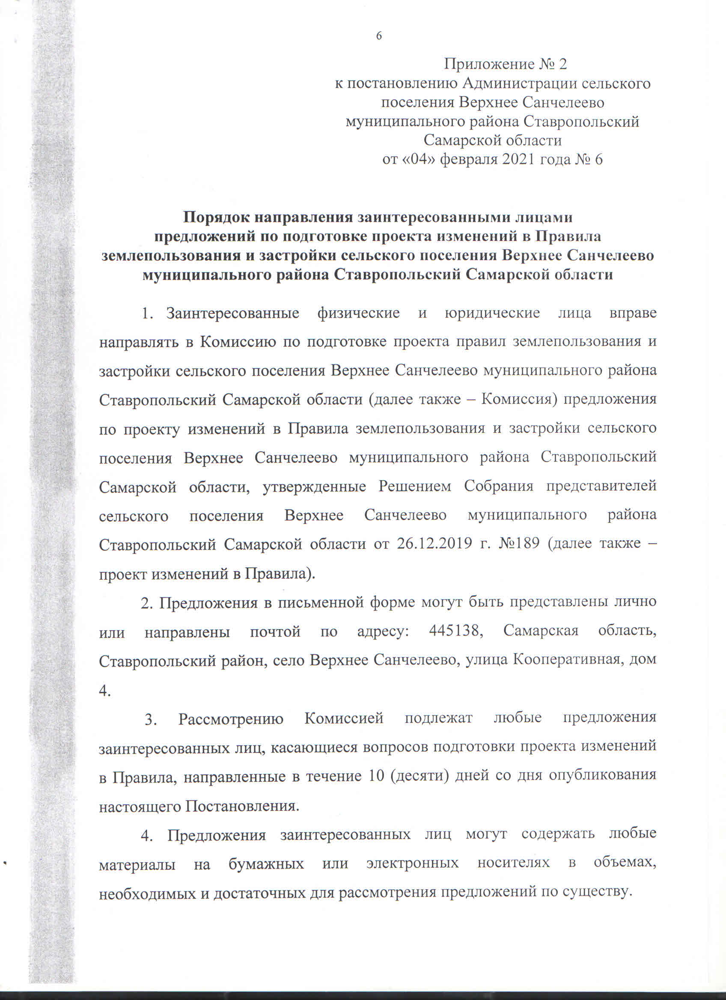 6
Приложение № 2
к постановлению Администрации сельского
поселения Верхнее Санчелеево
муниципального района Ставропольский
Самарской области
от «04» февраля 2021 года № 6
Порядок направления заинтересованными лицами
предложений по подготовке проекта изменений в Правила
землепользования и застройки сельского поселения Верхнее Санчелеево
муниципального района Ставропольский Самарской области
1. Заинтересованные физические и юридические лица вправе
направлять в Комиссию по подготовке проекта правил землепользования и
застройки сельского поселения Верхнее Санчелеево муниципального района
Ставропольский Самарской области (далее также – Комиссия) предложения
по проекту изменений в Правила землепользования и застройки сельского
поселения Верхнее Санчелеево муниципального района Ставропольский
Самарской области, утвержденные Решением Собрания представителей
сельского поселения Верхнее Санчелеево муниципального района
Ставропольский Самарской области от 26.12.2019 г. №189 (далее также –
проект изменений в Правила).
2. Предложения в письменной форме могут быть представлены лично
или направлены почтой по адресу: 445138, Самарская область,
Ставропольский район, село Верхнее Санчелеево, улица Кооперативная, дом
4.
3. Рассмотрению Комиссией подлежат любые предложения
заинтересованных лиц, касающиеся вопросов подготовки проекта изменений
в Правила, направленные в течение 10 (десяти) дней со дня опубликования
настоящего Постановления.
4. Предложения заинтересованных лиц могут содержать любые
материалы на бумажных или электронных носителях в объемах,
необходимых и достаточных для рассмотрения предложений по существу.